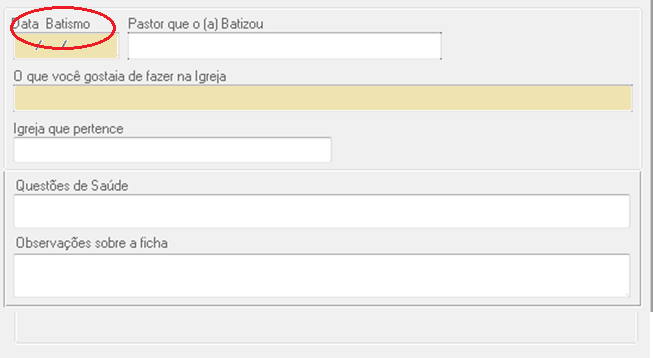 Data Batismo Pastor que o (a) Batizou
/ /
O que você gostaia de fazer na Igreja
Igreja que pertence
Questões de Saúde
Observações sobre a ficha